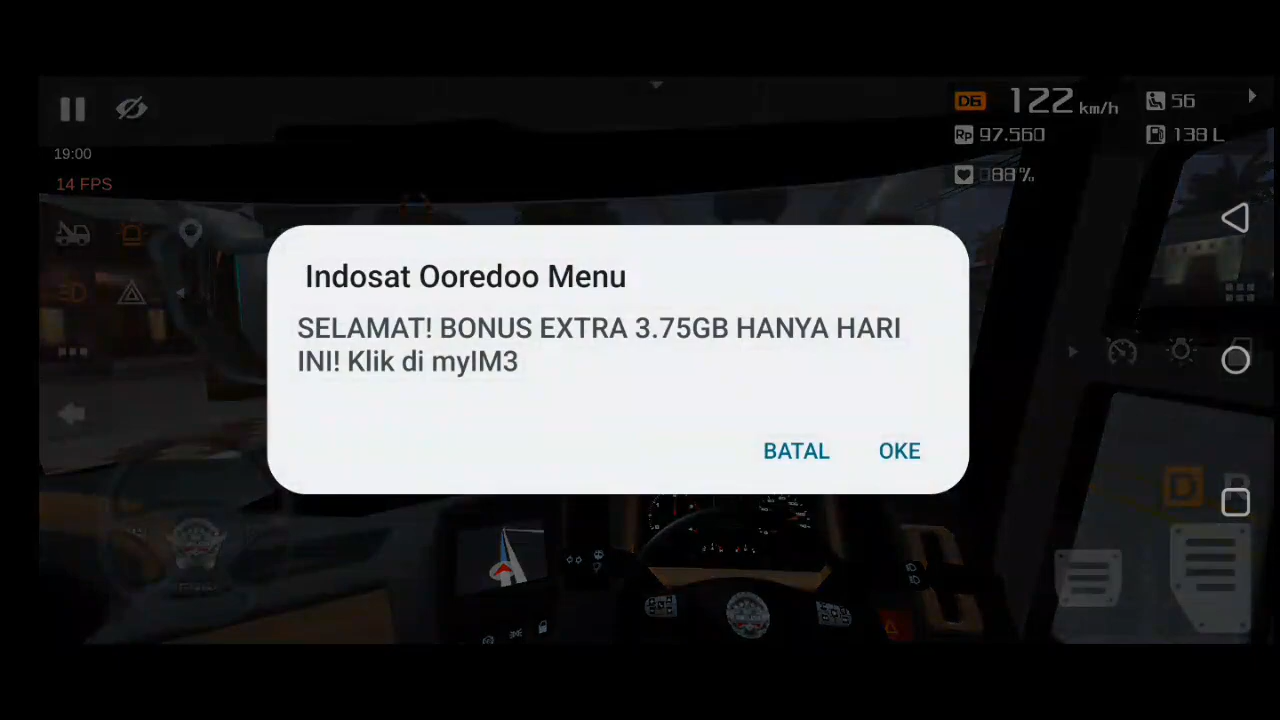 D6 122 km/h 56
Rp 97.560 138 L
19:00
88%
14 FPS
Indosat Ooredoo Menu
SELAMAT! BONUS EXTRA 3.75GB HANYA HARI
INI! Klik di myIM3
BATAL OKE
D
R